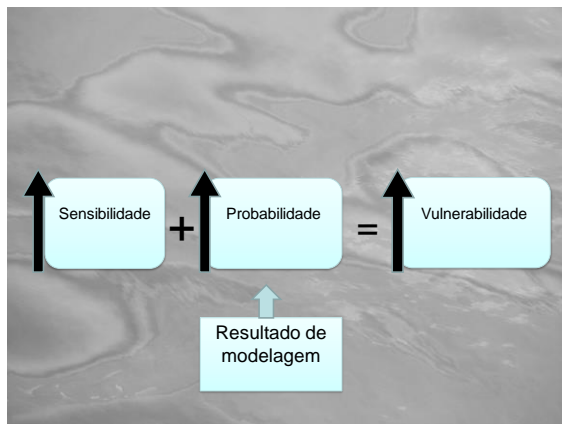 Sensibilidade
+
Probabilidade
=
Vulnerabilidade
Resultado de
modelagem